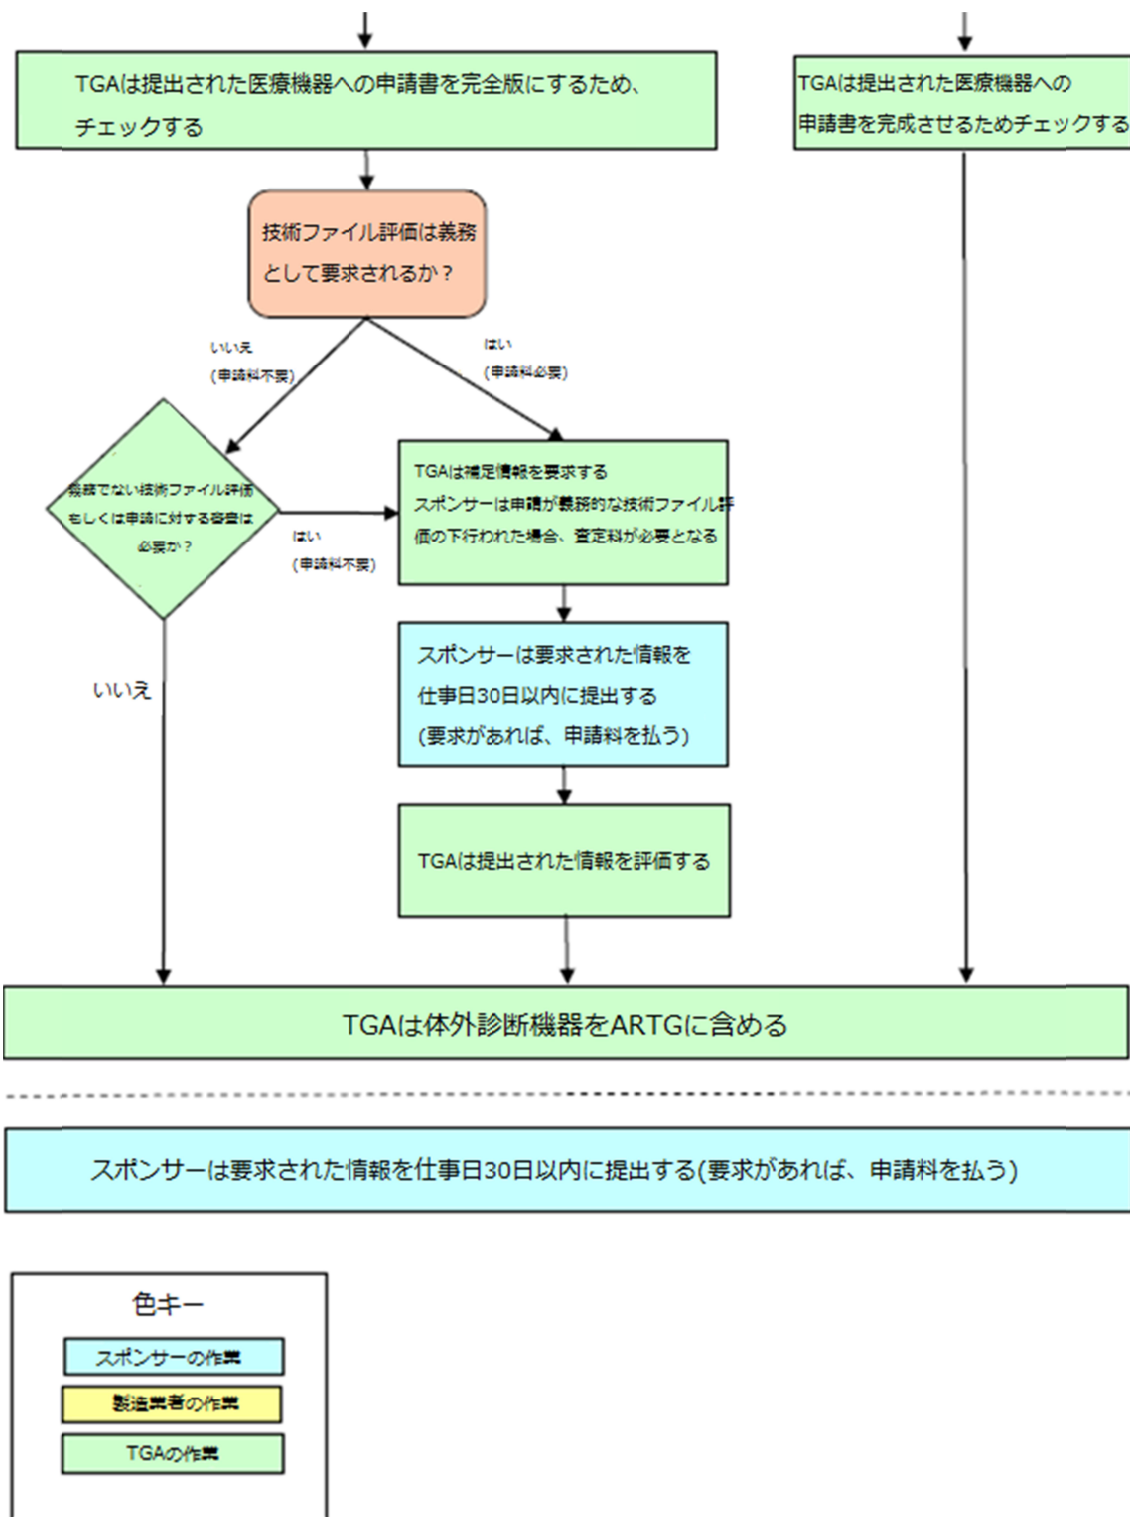 TGAは提出された医療機器への申請書を完全版にするため、
チェックする
TGAは提出された医療機器への
申請書を完成させるためチェックする
技術ファイル評価は義務
として要求されるか？
いいえ
(申請料不要)
はい
(申請料必要)
義務でない技術ファイル評価
もしくは申請に対する審査は
必要か？
はい
(申請料不要)
TGAは補足情報を要求する
スポンサーは申請が義務的な技術ファイル評
価の下行われた場合、査定料が必要となる
スポンサーは要求された情報を
仕事日30日以内に提出する
(要求があれば、申請料を払う)
いいえ
TGAは提出された情報を評価する
TGAは体外診断機器をARTGに含める
スポンサーは要求された情報を仕事日30日以内に提出する(要求があれば、申請料を払う)
色キー
スポンサーの作業
製造業者の作業
TGAの作業